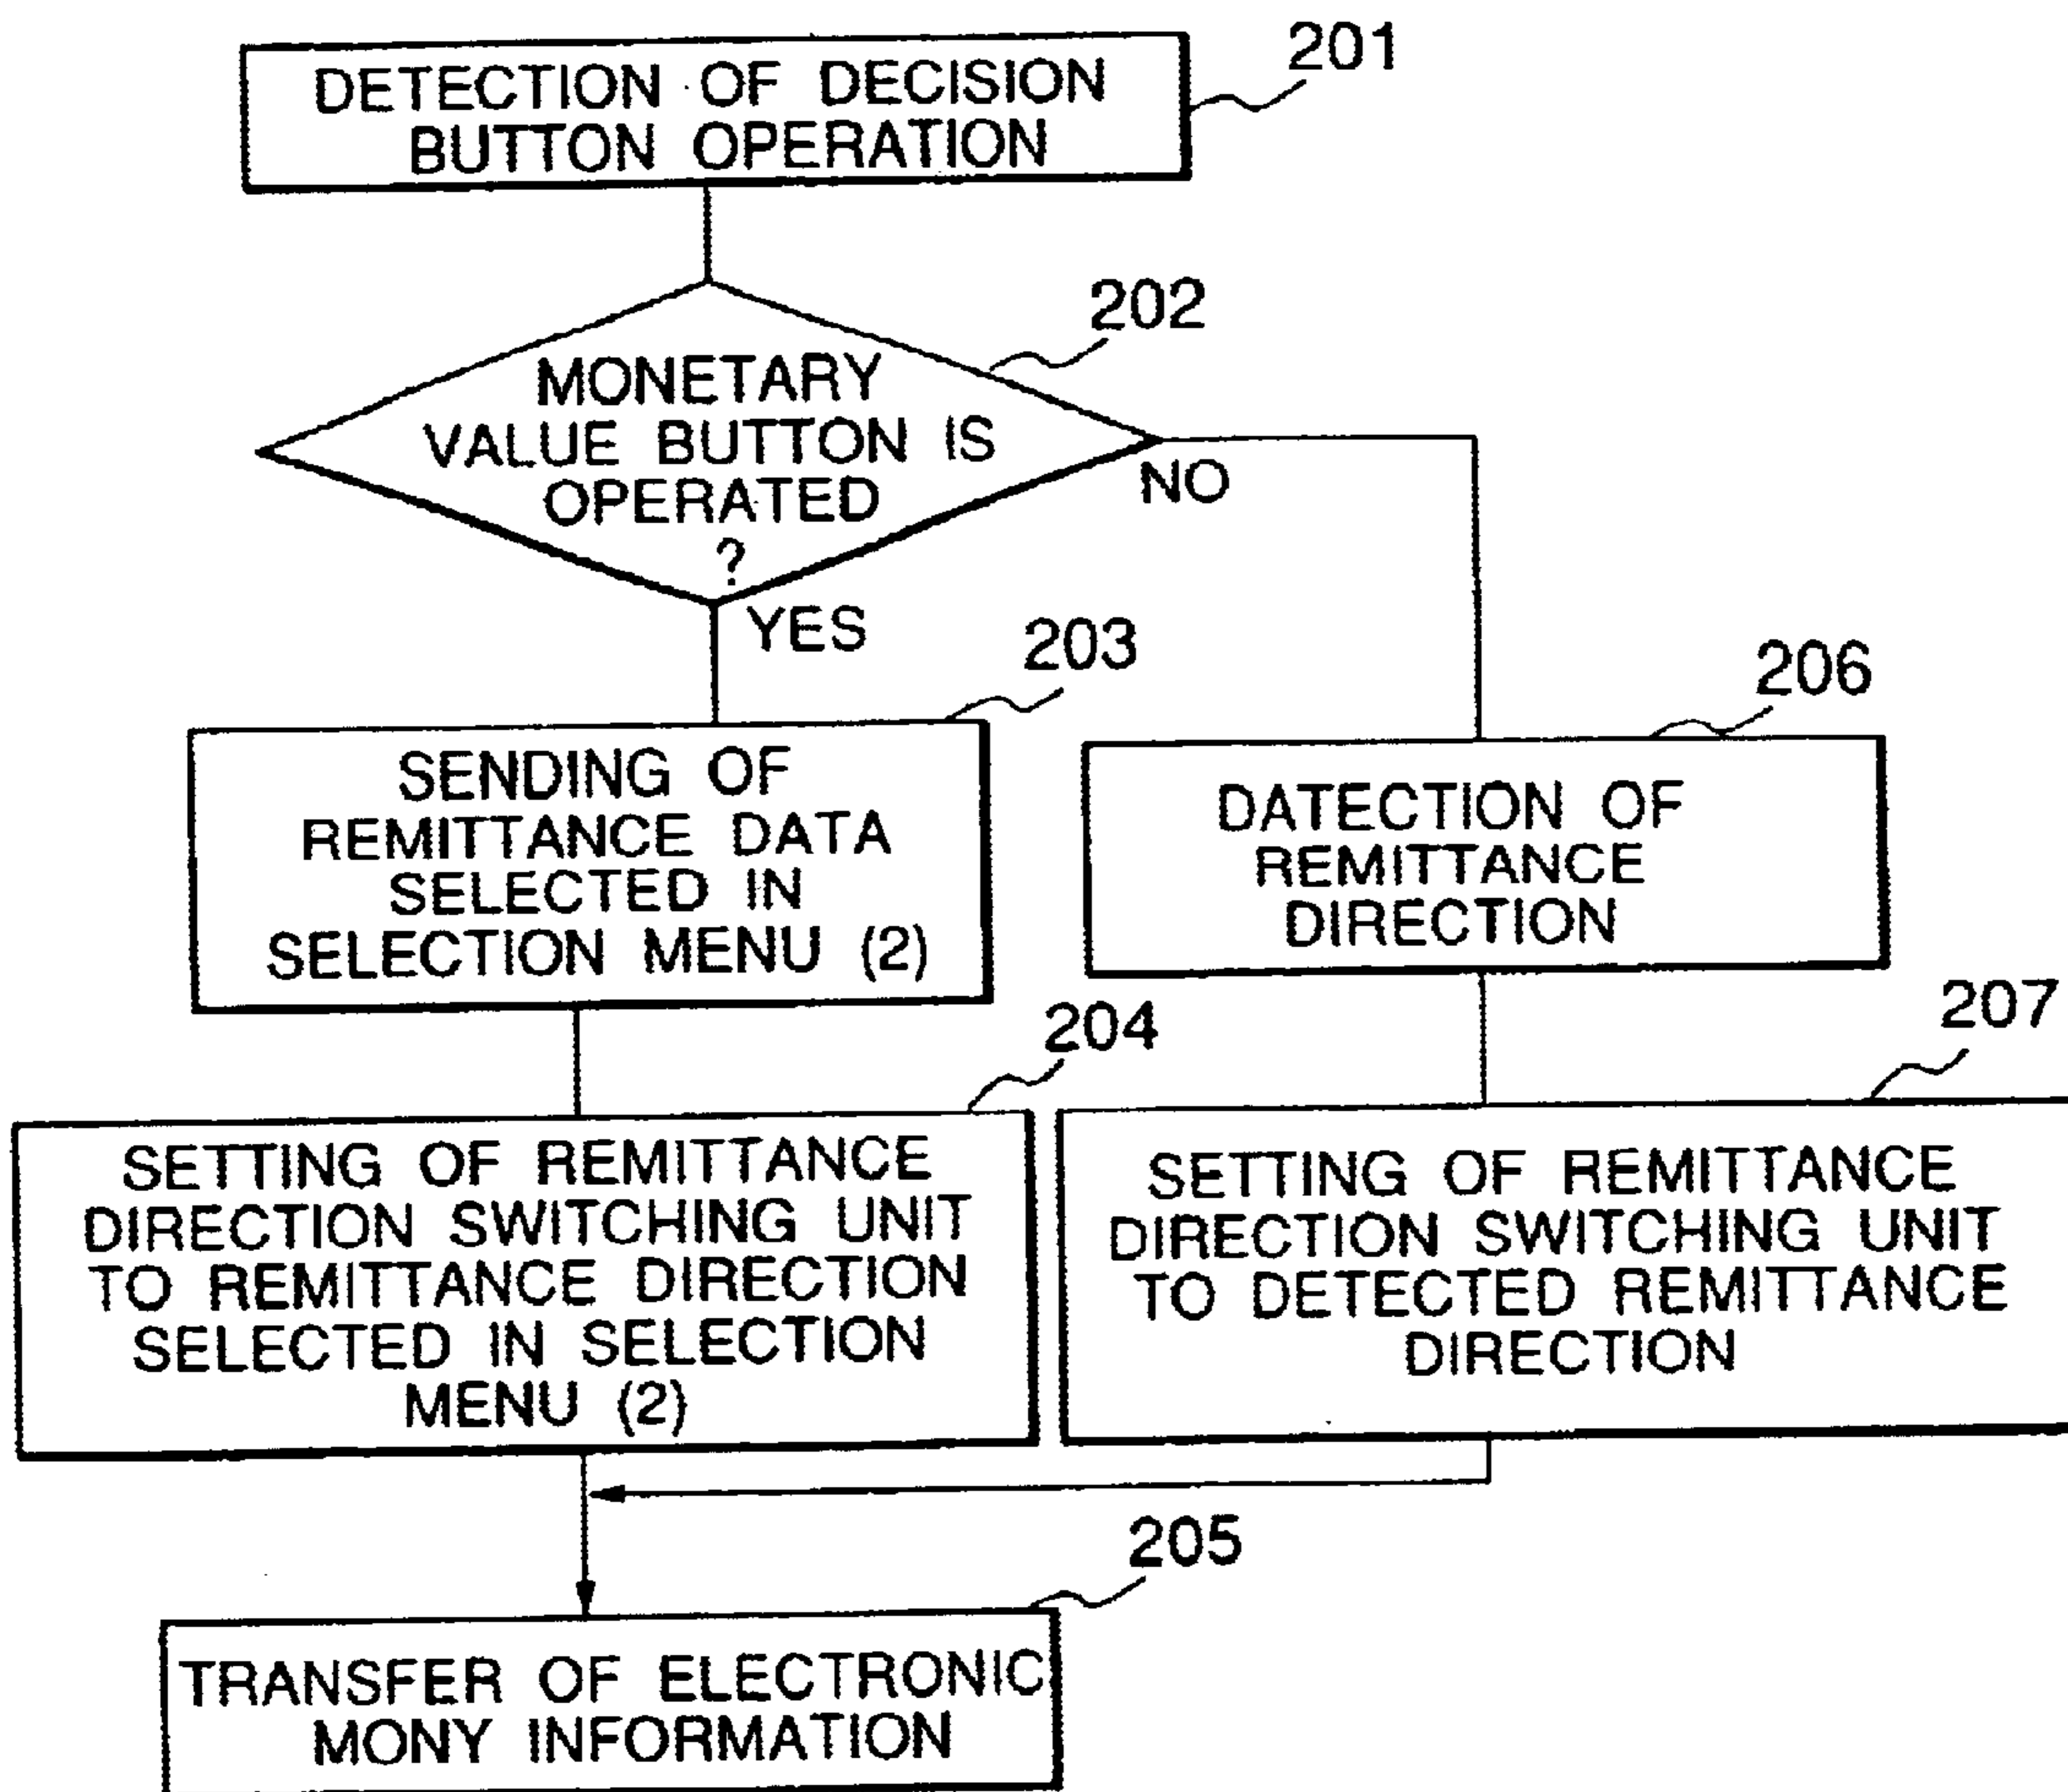 201
DETECTION OF DECISION
BUTTON OPERATION
202
MONETARY
VALUE BUTTON IS
OPERATED
?
NO
YES
203
SENDING OF
REMITTANCE DATA
SELECTED IN
SELECTION MENU (2)
206
DATECTION OF
REMITTANCE
DIRECTION
204
SETTING OF REMITTANCE
DIRECTION SWITCHING UNIT
TO REMITTANCE DIRECTION
SELECTED IN SELECTION
MENU (2)
207
SETTING OF REMITTANCE
DIRECTION SWITCHING UNIT
TO DETECTED REMITTANCE
DIRECTION
205
TRANSFER OF ELECTRONIC
MONY INFORMATION